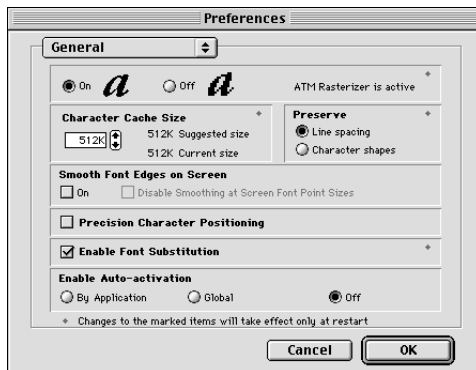 Preferences
General
On a Off a ATM Rasterizer is active
Character Cache Size
512K
512K Suggested size
512K Current size
Preserve
Line spacing
Character shapes
Smooth Font Edges on Screen
On Disable Smoothing at Screen Font Point Sizes
Precision Character Positioning
Enable Font Substitution
Enable Auto-activation
By Application Global Off
Changes to the marked items will take effect only at restart
Cancel OK